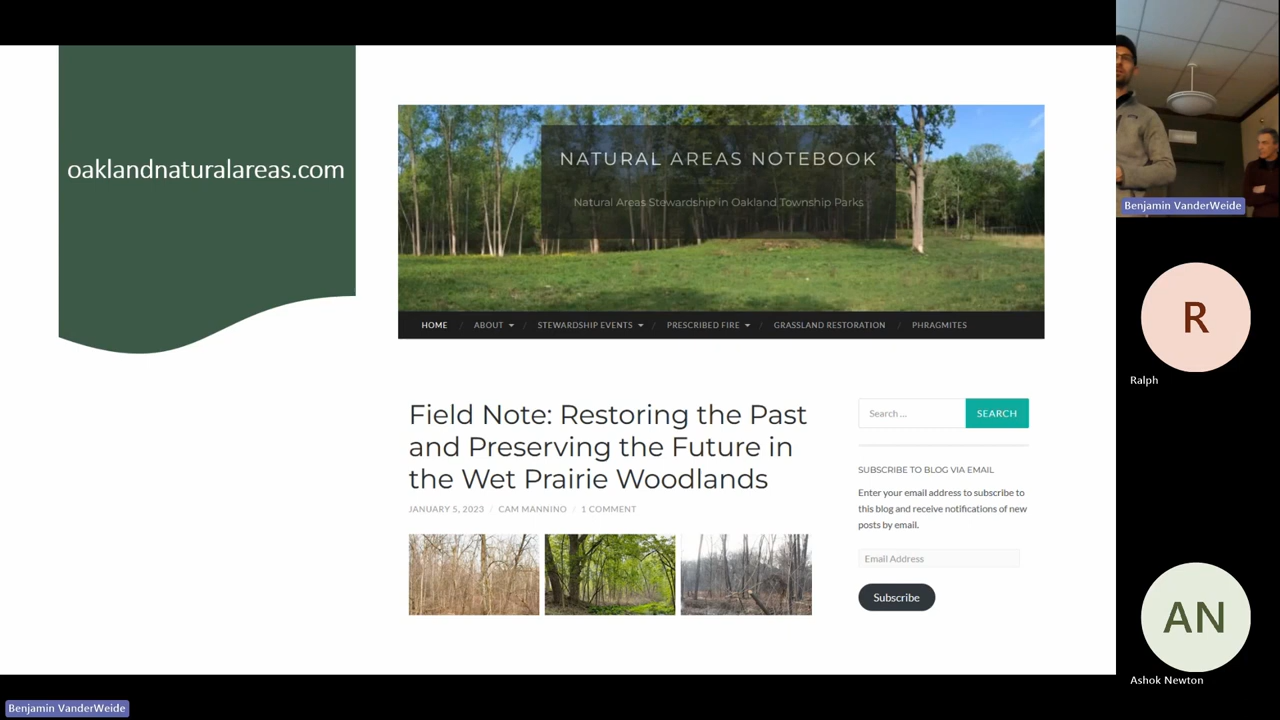 oaklandnaturalareas.com
NATURAL AREAS NOTEBOOK
Natural Areas Stewardship in Oakland Township Parks
HOME / ABOUT / STEWARDSHIP EVENTS / PRESCRIBED FIRE / GRASSLAND RESTORATION / PHRAGMITES
Field Note: Restoring the Past
and Preserving the Future in
the Wet Prairie Woodlands
JANUARY 5, 2023 / CAM MANNINO / 1 COMMENT
Search ... SEARCH
SUBSCRIBE TO BLOG VIA EMAIL
Enter your email address to subscribe to
this blog and receive notifications of new
posts by email.
Email Address
Subscribe
Benjamin VanderWeide
R
Ralph
AN
Ashok Newton
Benjamin VanderWeide